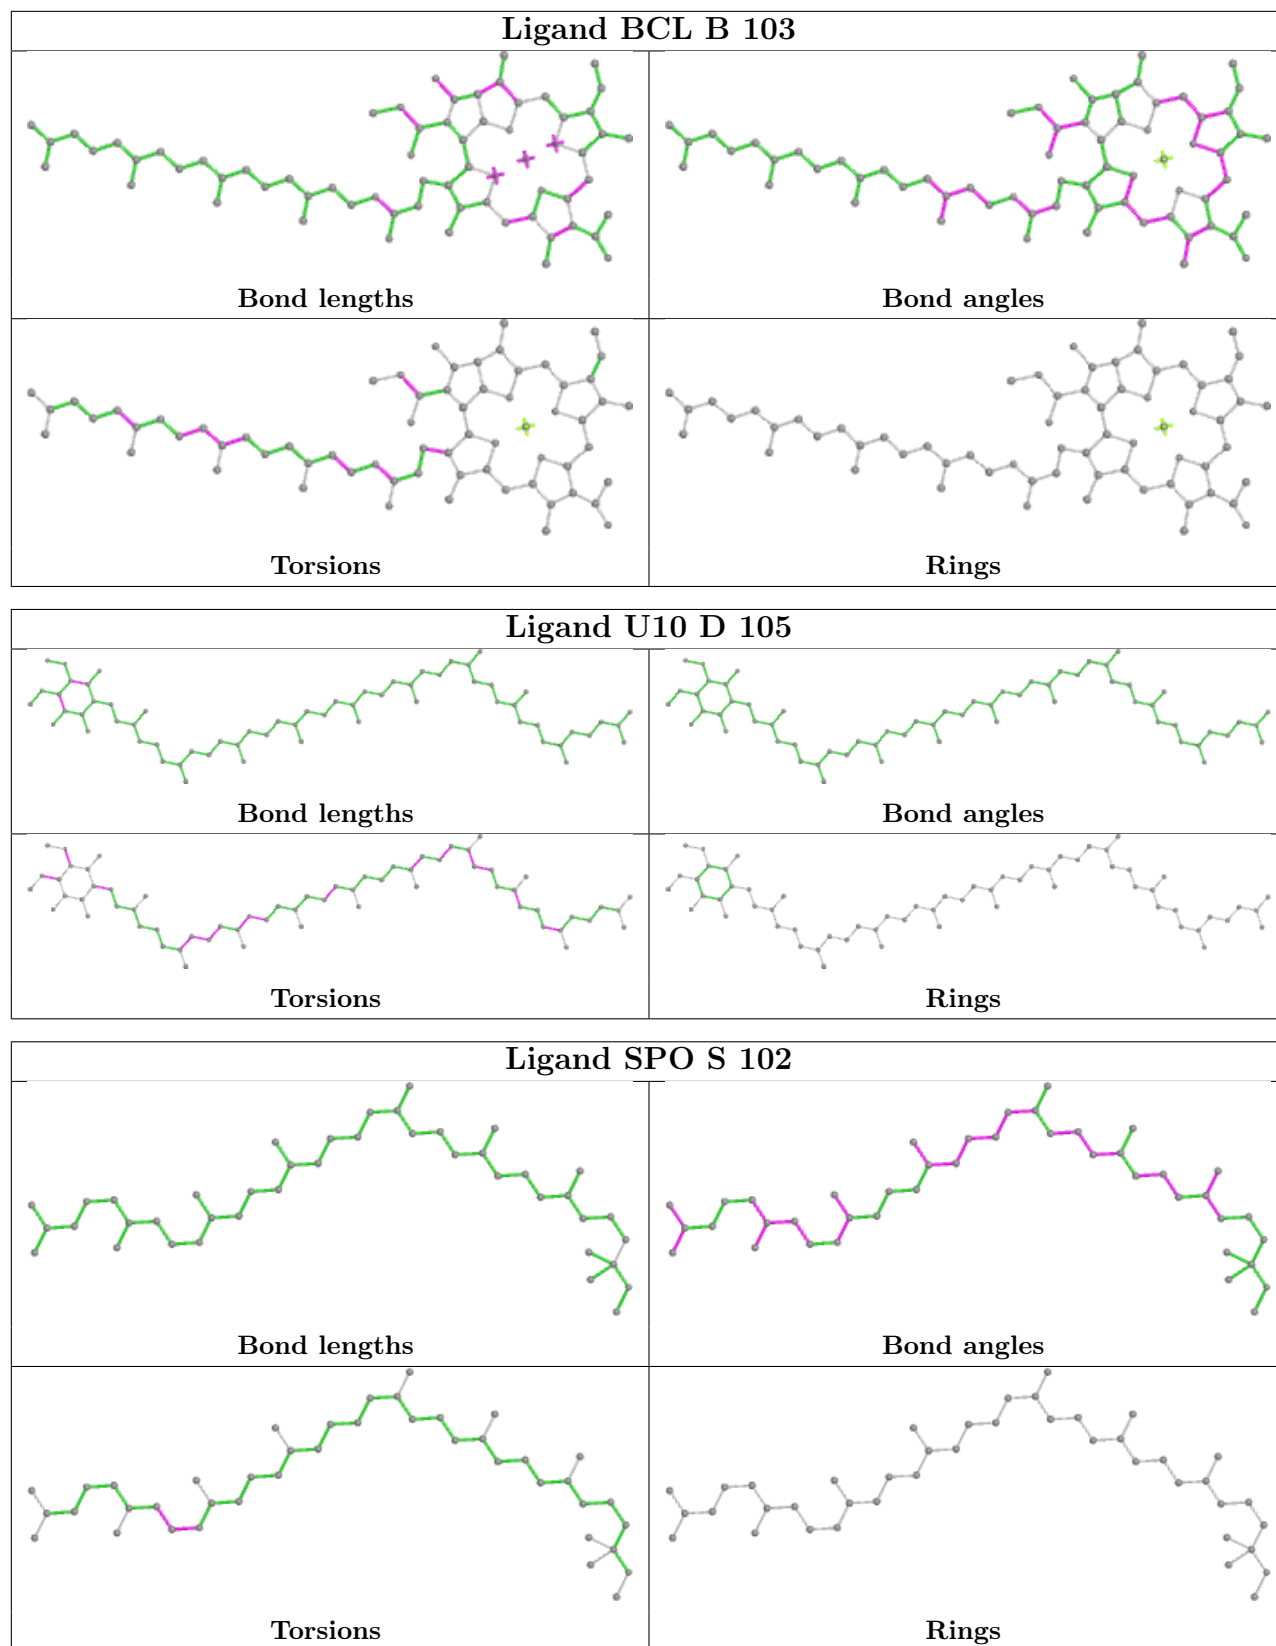 Ligand BCL B 103
Bond lengths
Bond angles
Torsions
Rings
Ligand U10 D 105
Bond lengths
Bond angles
Torsions
Rings
Ligand SPO S 102
Bond lengths
Bond angles
Torsions
Rings